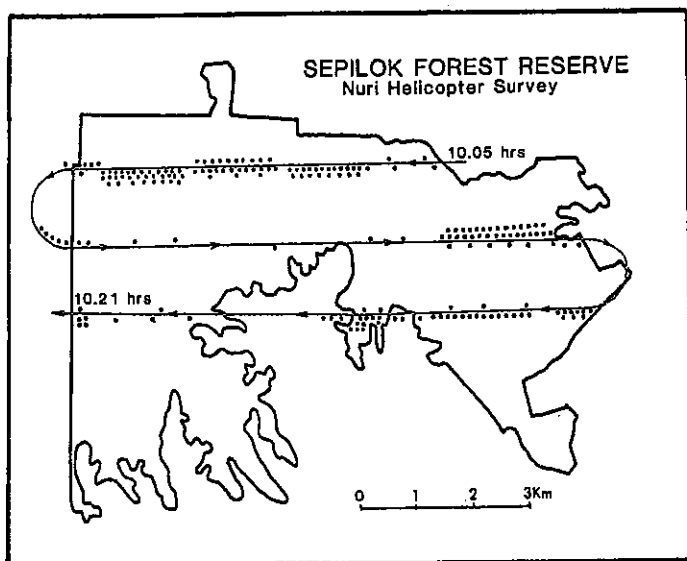 SEPILOK FOREST RESERVE
Nuri Helicopter Survey
10.05 hrs
10.21 hrs
0 1 2 3Km